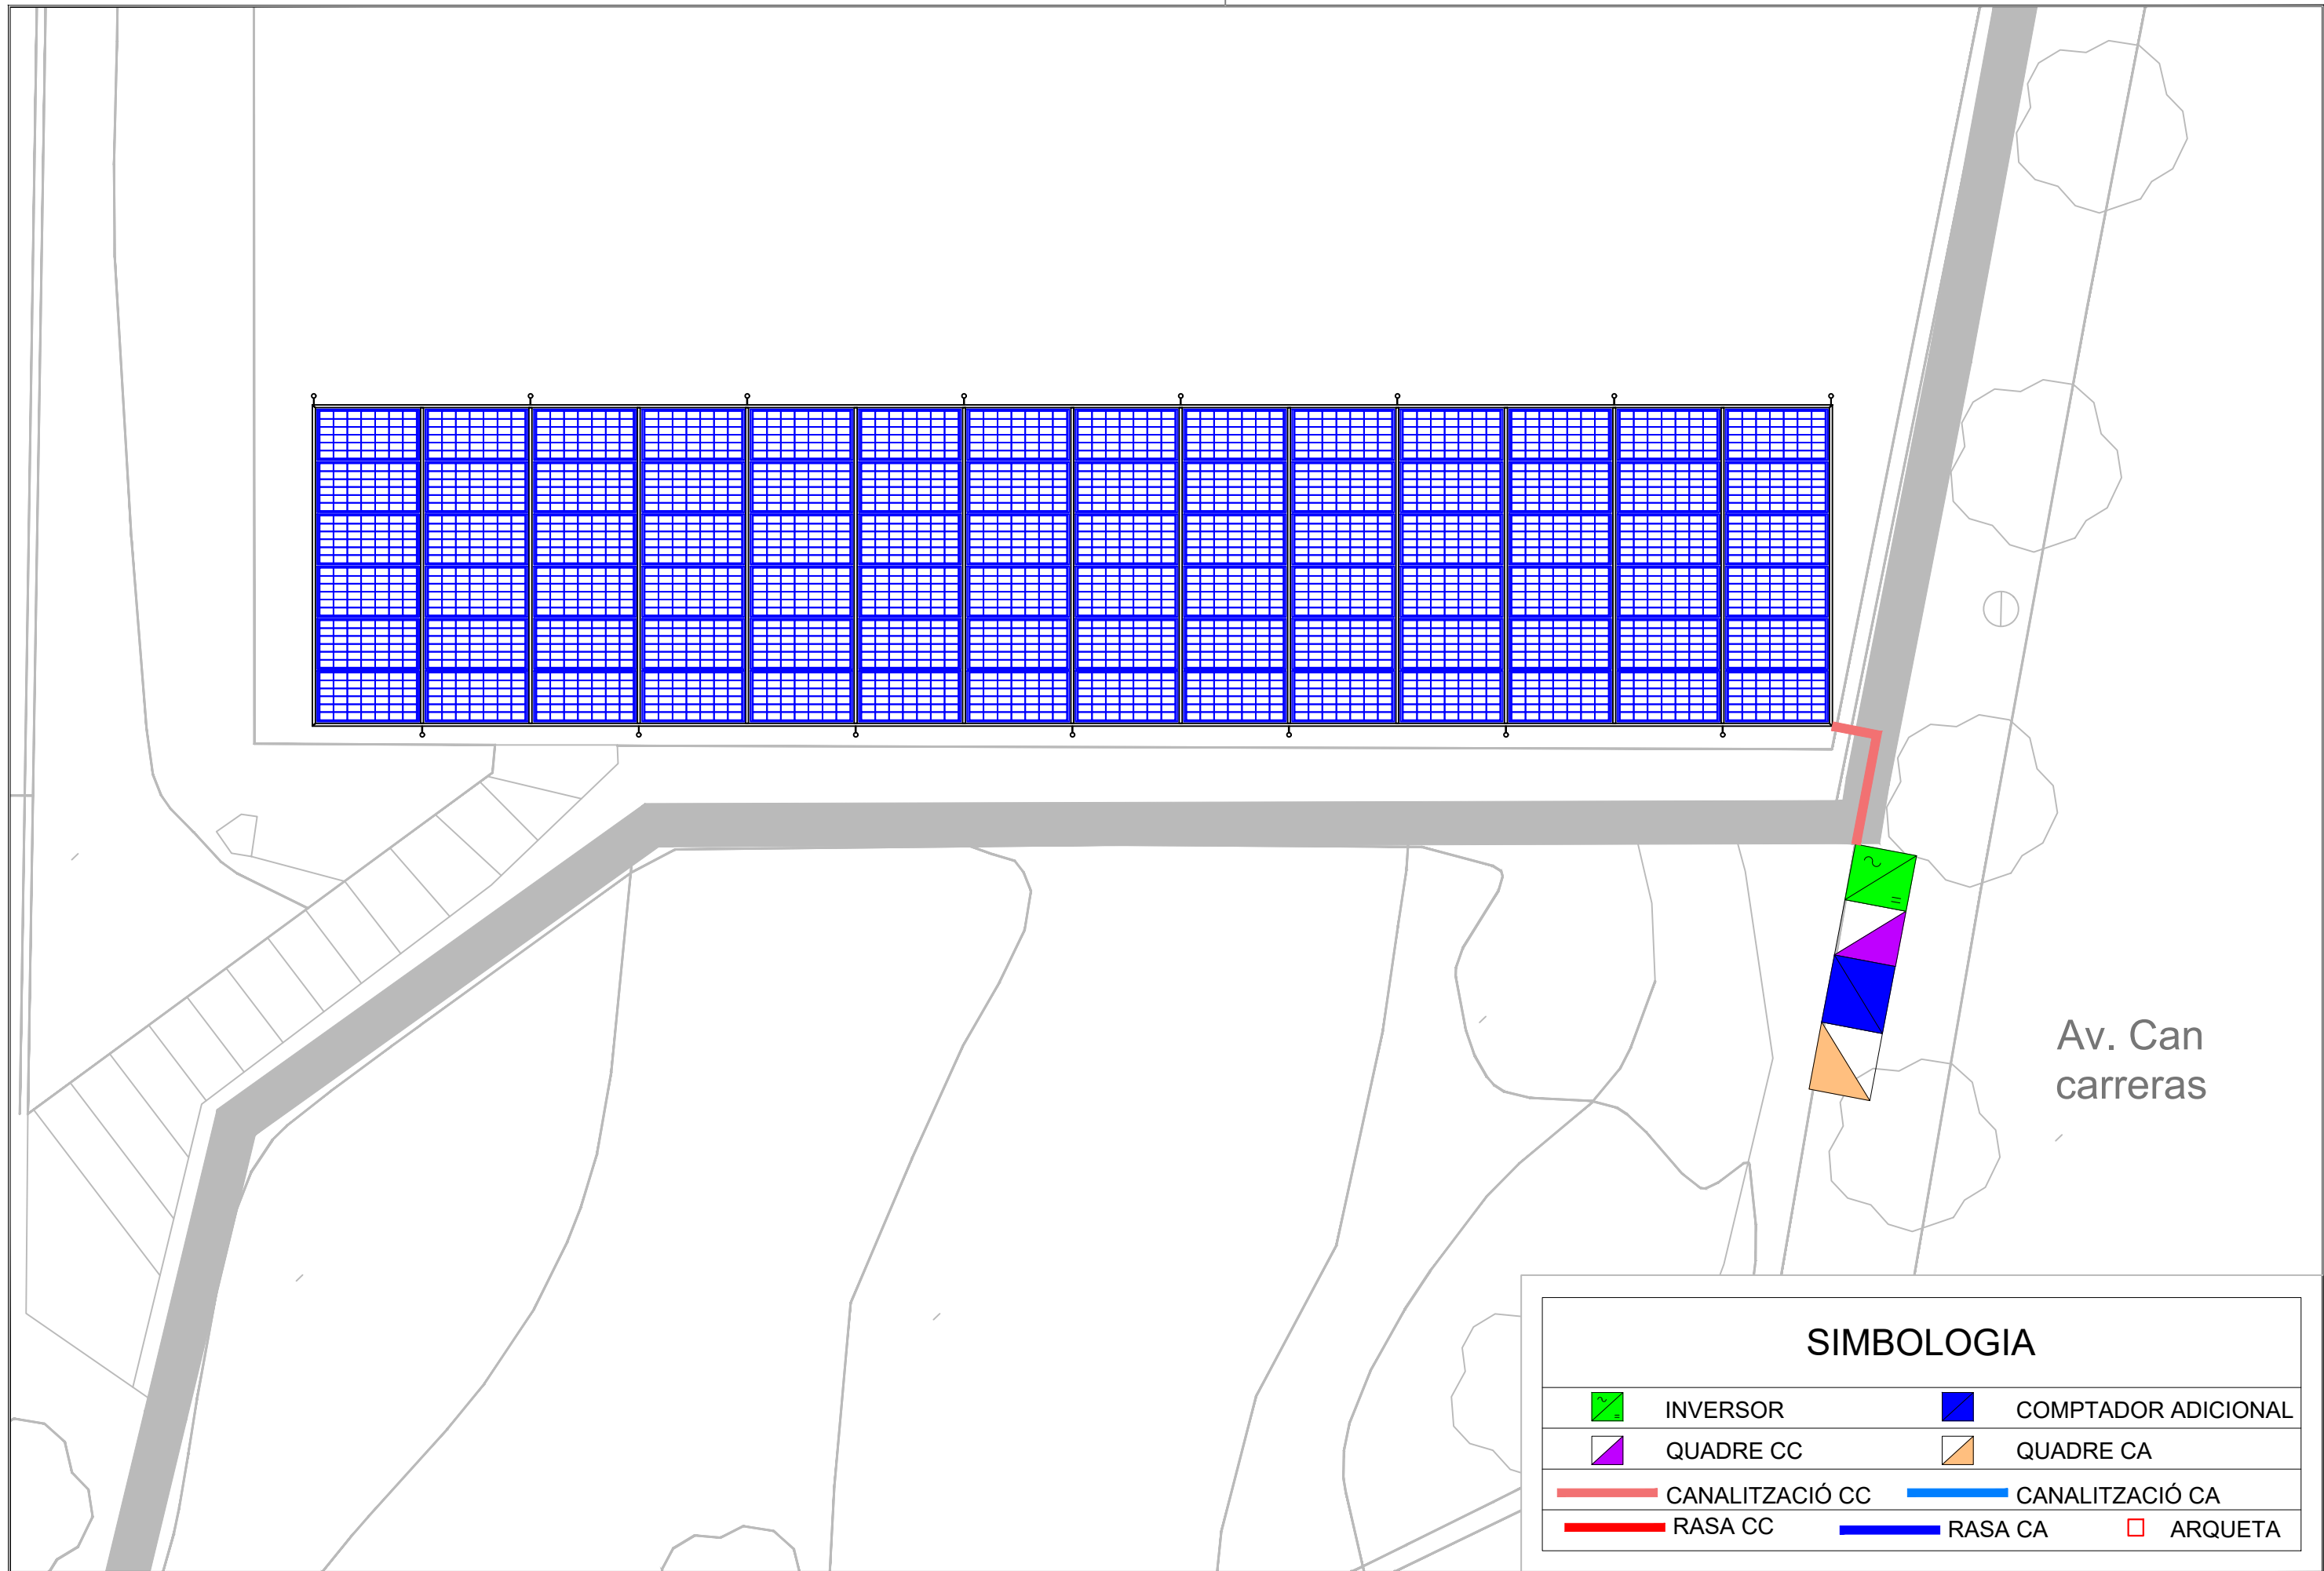 Av. Can
carreras
SIMBOLOGIA
INVERSOR
COMPTADOR ADICIONAL
QUADRE CC
QUADRE CA
CANALITZACIÓ CC
CANALITZACIÓ CA
RASA CC
RASA CA
ARQUETA